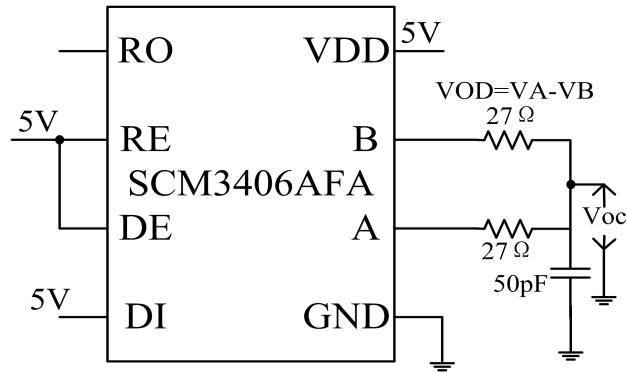 RO
VDD
5V
VOD=VA-VB
27 Ω
5V
RE
B
SCM3406AFA
Voc
DE
A
27 Ω
50pF
5V
DI
GND